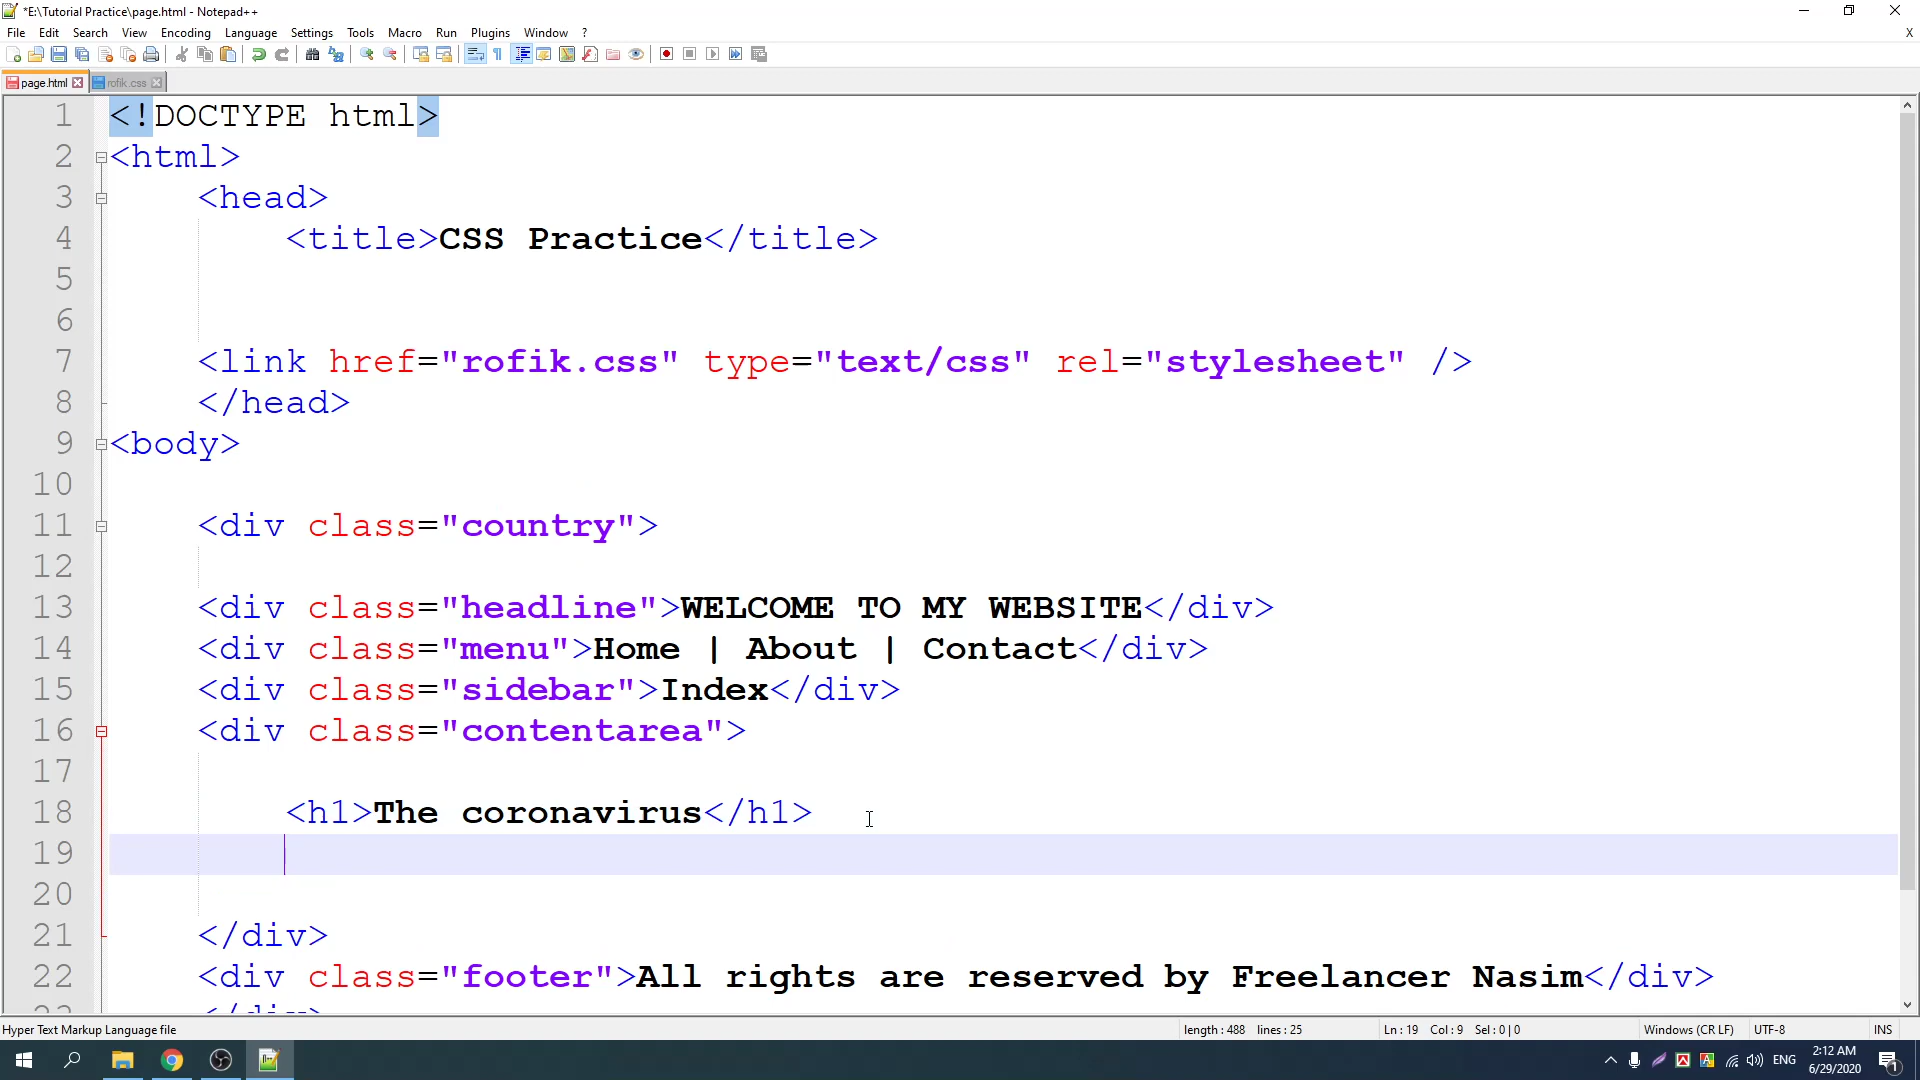 *E:\Tutorial Practice\page.html - Notepad++
File Edit Search View Encoding Language Settings Tools Macro Run Plugins Window ? X
page.html rofik.css
1 <!DOCTYPE html>
2 <html>
3 <head>
4 <title>CSS Practice</title>
5
6
7 <link href="rofik.css" type="text/css" rel="stylesheet" />
8 </head>
9 <body>
10
11 <div class="country">
12
13 <div class="headline">WELCOME TO MY WEBSITE</div>
14 <div class="menu">Home | About | Contact</div>
15 <div class="sidebar">Index</div>
16 <div class="contentarea">
17
18 <h1>The coronavirus</h1>
19
20
21 </div>
22 <div class="footer">All rights are reserved by Freelancer Nasim</div>
Hyper Text Markup Language file length : 488 lines : 25 Ln : 19 Col : 9 Sel : 0 | 0 Windows (CR LF) UTF-8 INS
ENG 2:12 AM
6/29/2020 1